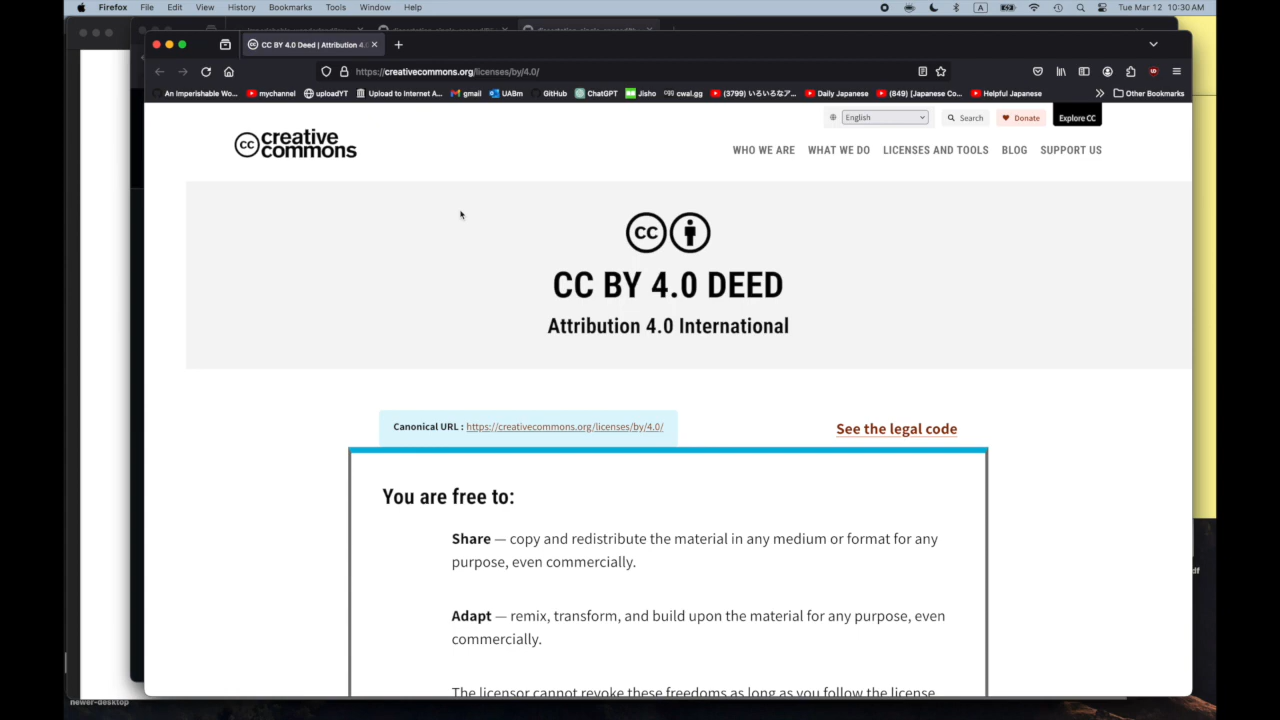 Firefox File Edit View History Bookmarks Tools Window Help
A
Tue Mar 12 10:30 AM
CC BY 4.0 Deed | Attribution 4.0
https://creativecommons.org/licenses/by/4.0/
An Imperishable Wo... mychannel uploadYT Upload to Internet A... gmail UABm GitHub ChatGPT Jisho cwal.gg (3799) いろいろなア... Daily Japanese (849) [Japanese Co... Helpful Japanese Other Bookmarks
English Search Donate Explore CC
cc creative commons
WHO WE ARE WHAT WE DO LICENSES AND TOOLS BLOG SUPPORT US
cc
CC BY 4.0 DEED
Attribution 4.0 International
Canonical URL : https://creativecommons.org/licenses/by/4.0/
See the legal code
You are free to:
Share — copy and redistribute the material in any medium or format for any
purpose, even commercially.
Adapt — remix, transform, and build upon the material for any purpose, even
commercially.
The licensor cannot revoke these freedoms as long as you follow the license
newer-desktop